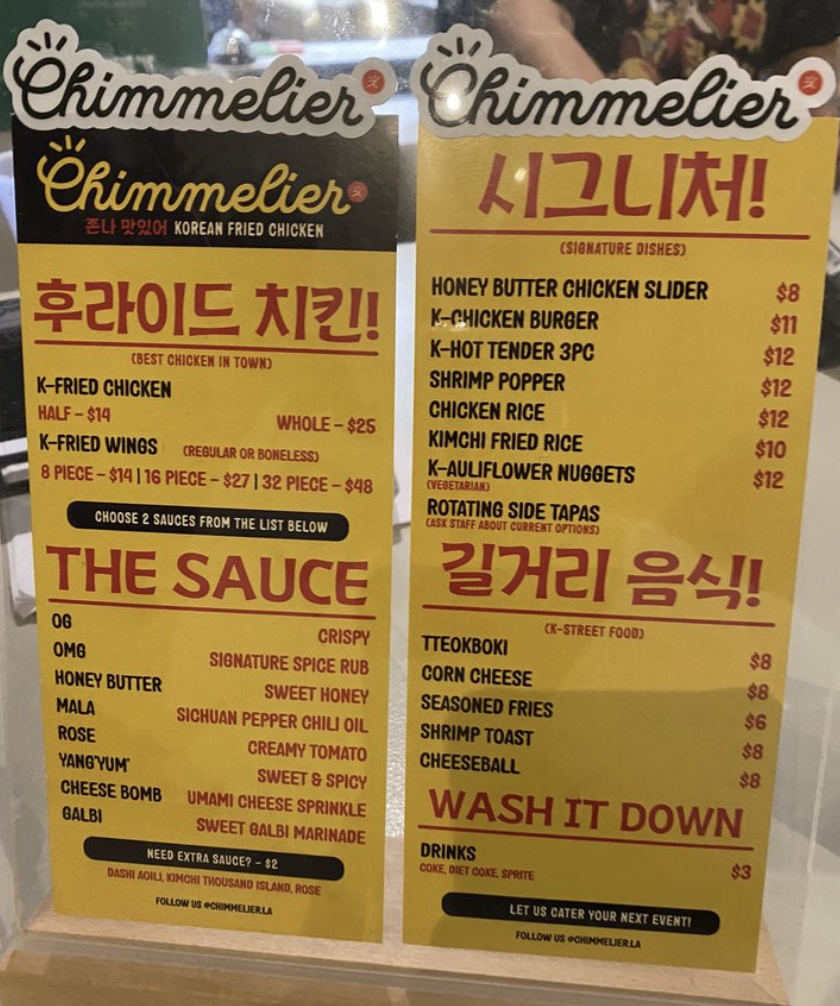 Chimmelier
Chimmelier
존나 맛있어 KOREAN FRIED CHICKEN
후라이드 치킨!
(BEST CHICKEN IN TOWN)
K-FRIED CHICKEN
HALF – $14 WHOLE – $25
K-FRIED WINGS (REGULAR OR BONELESS)
8 PIECE – $14 | 16 PIECE – $27 | 32 PIECE – $48
CHOOSE 2 SAUCES FROM THE LIST BELOW
THE SAUCE
OG CRISPY
OMG SIGNATURE SPICE RUB
HONEY BUTTER SWEET HONEY
MALA SICHUAN PEPPER CHILI OIL
ROSE CREAMY TOMATO
YANG'YUM' SWEET & SPICY
CHEESE BOMB UMAMI CHEESE SPRINKLE
GALBI SWEET GALBI MARINADE
NEED EXTRA SAUCE? – $2
DASHI AOILI, KIMCHI THOUSAND ISLAND, ROSE
FOLLOW US @CHIMMELIER.LA
Chimmelier
시그니처!
(SIGNATURE DISHES)
HONEY BUTTER CHICKEN SLIDER $8
K-CHICKEN BURGER $11
K-HOT TENDER 3PC $12
SHRIMP POPPER $12
CHICKEN RICE $12
KIMCHI FRIED RICE $10
K-AULIFLOWER NUGGETS $12
(VEGETARIAN)
ROTATING SIDE TAPAS
(ASK STAFF ABOUT CURRENT OPTIONS)
길거리 음식!
(K-STREET FOOD)
TTEOKBOKI $8
CORN CHEESE $8
SEASONED FRIES $6
SHRIMP TOAST $8
CHEESEBALL $8
WASH IT DOWN
DRINKS $3
COKE, DIET COKE, SPRITE
LET US CATER YOUR NEXT EVENT!
FOLLOW US @CHIMMELIER.LA